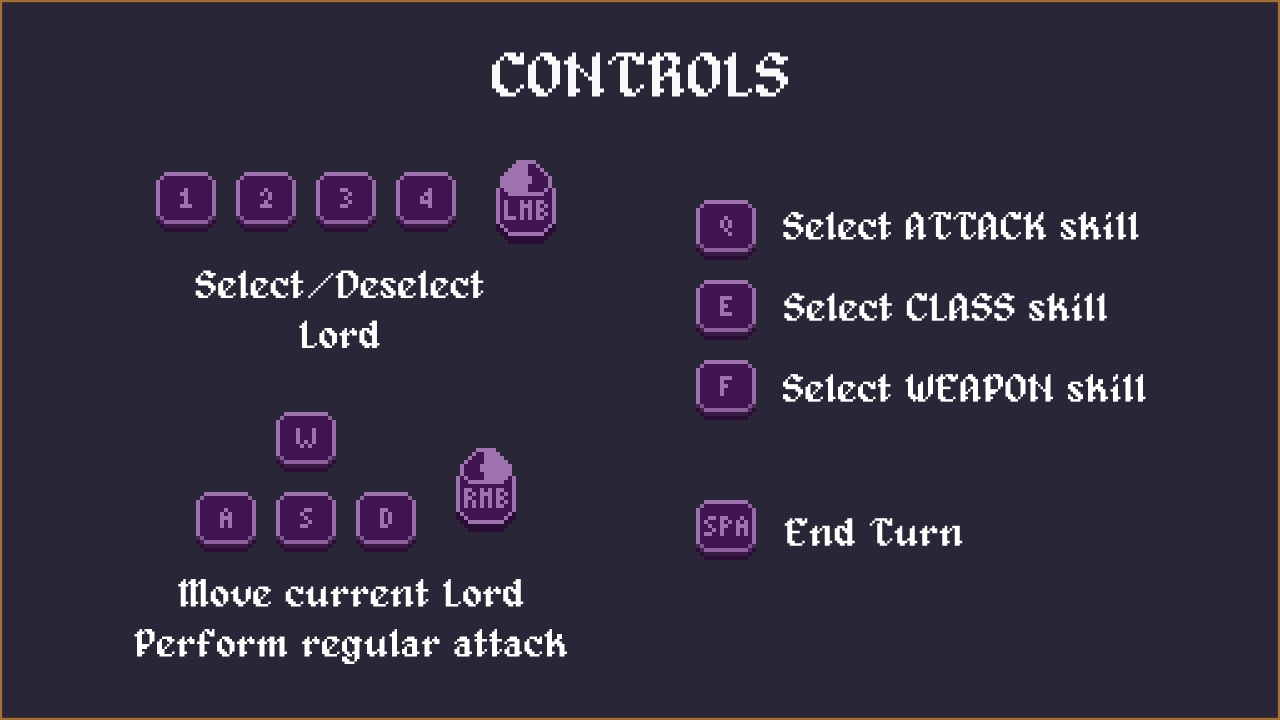 CONTROLS
1 2 3 4 LMB
Select/Deselect
Lord
W
A S D RMB
Move current Lord
Perform regular attack
Q Select ATTACK skill
E Select CLASS skill
F Select WEAPON skill
SPA End Turn